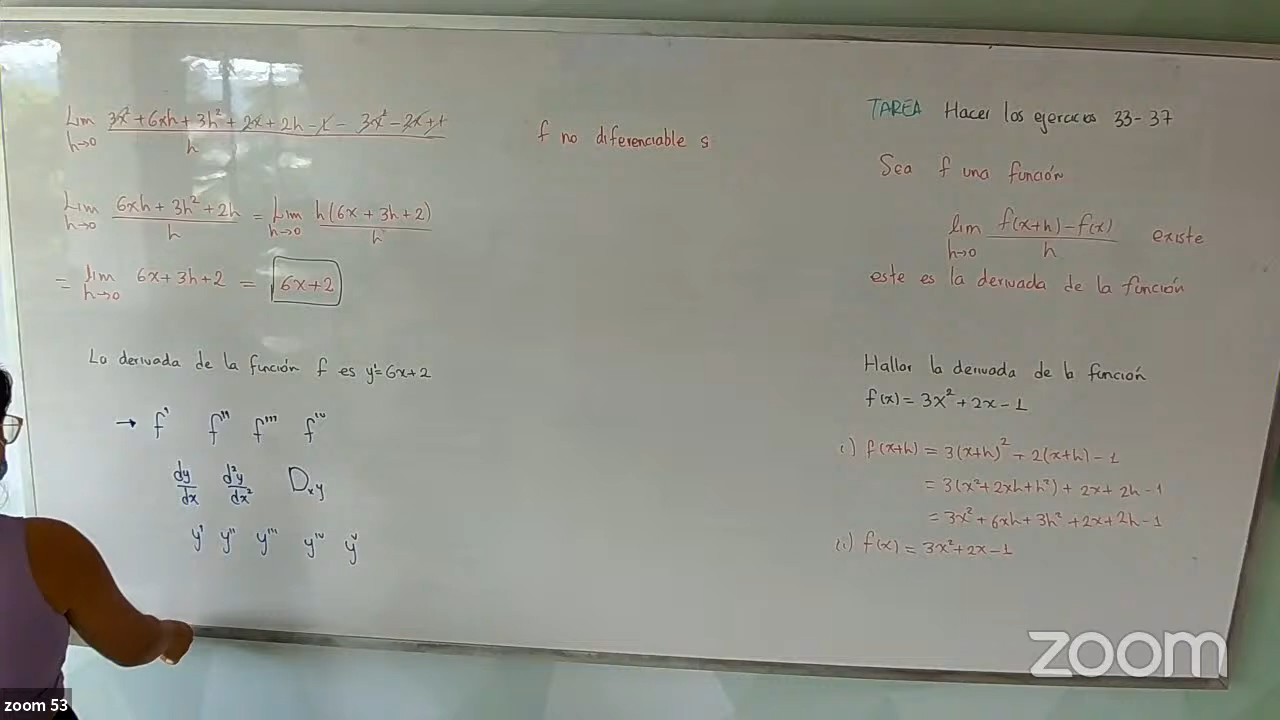 Lim 3x² + 6xh + 3h² + 2x + 2h - 1 - 3x² - 2x + 1
h→0 h
Lim 6xh + 3h² + 2h = Lim h(6x + 3h + 2)
h→0 h h→0 h
= lim 6x + 3h + 2 = 6x+2
h→0
La derivada de la función f es y'=6x+2
→ f' f'' f''' f^iv
dy/dx d²y/dx² Dxy
y' y'' y''' y^iv y^v
f no diferenciable s
TAREA Hacer los ejercicios 33-37
Sea f una función
lim f(x+h) - f(x) existe
h→0 h
este es la derivada de la función
Hallar la derivada de la función
f(x) = 3x² + 2x - 1
i) f(x+h) = 3(x+h)² + 2(x+h) - 1
= 3(x²+2xh+h²) + 2x + 2h - 1
= 3x² + 6xh + 3h² + 2x + 2h - 1
ii) f(x) = 3x² + 2x - 1
zoom
zoom 53